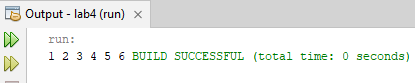 Output - lab4 (run)
run:
1 2 3 4 5 6 BUILD SUCCESSFUL (total time: 0 seconds)